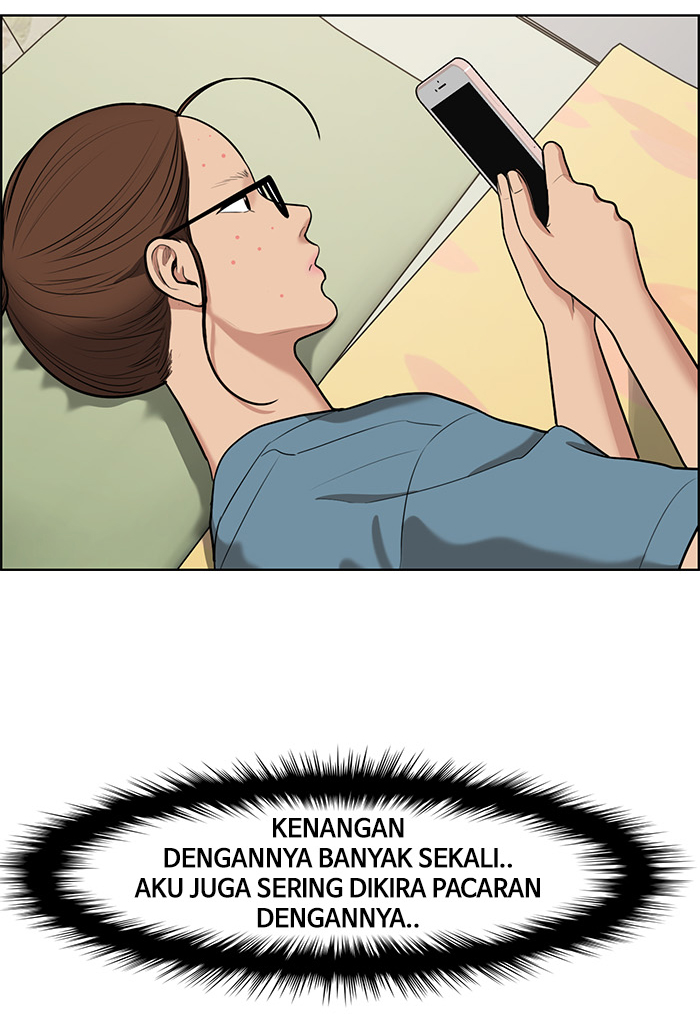 KENANGAN
DENGANNYA BANYAK SEKALI..
AKU JUGA SERING DIKIRA PACARAN
DENGANNYA..